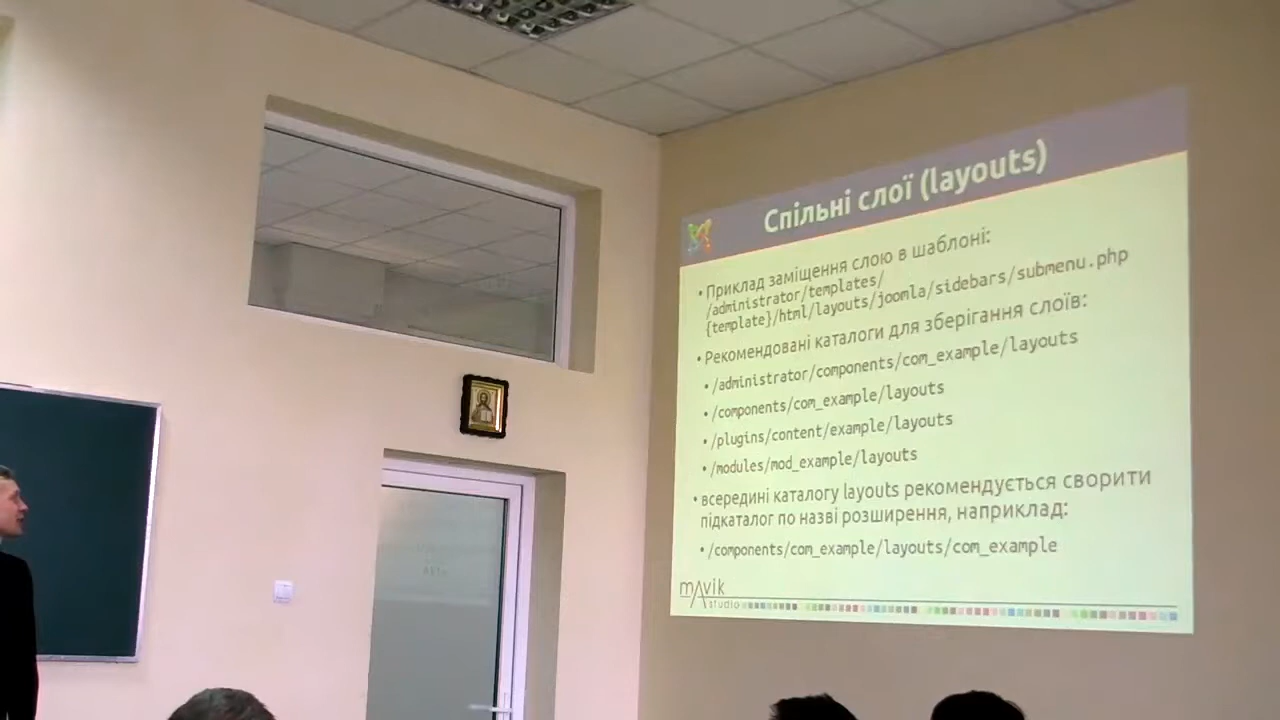 Спільні слої (layouts)
• Приклад заміщення слою в шаблоні:
/administrator/templates/
{template}/html/layouts/joomla/sidebars/submenu.php
• Рекомендовані каталоги для зберігання слоїв:
• /administrator/components/com_example/layouts
• /components/com_example/layouts
• /plugins/content/example/layouts
• /modules/mod_example/layouts
• всередині каталогу layouts рекомендується сворити
підкаталог по назві розширення, наприклад:
• /components/com_example/layouts/com_example
mAvik
studio